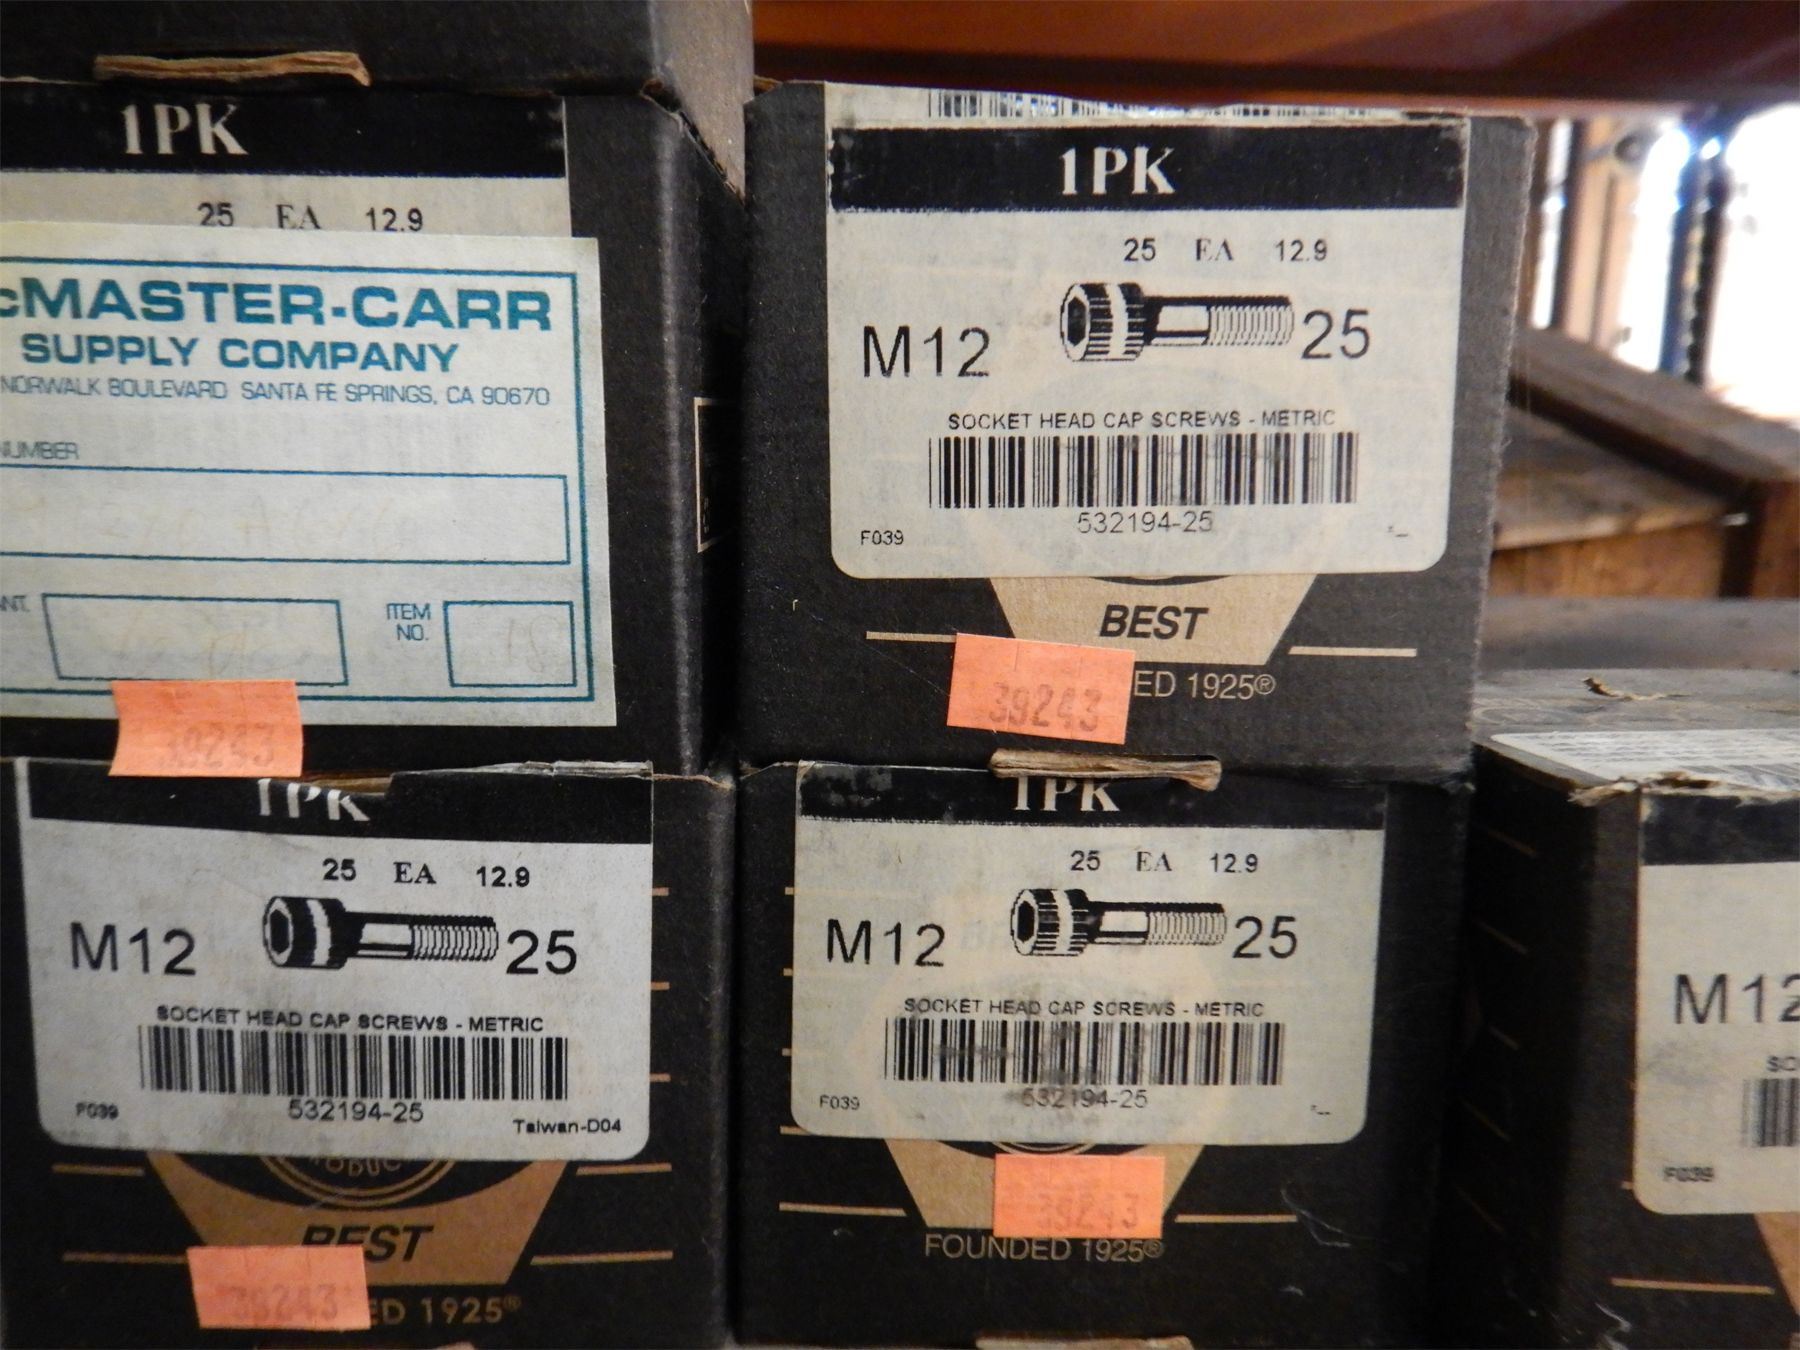 1PK
25 EA 12.9
cMASTER-CARR
SUPPLY COMPANY
NORWALK BOULEVARD SANTA FE SPRINGS, CA 90670
NUMBER
NT.
ITEM
NO.
18
39243
1PK
25 EA 12.9
M12 25
SOCKET HEAD CAP SCREWS - METRIC
532194-25
F039
BEST
ED 1925®
39243
1PK
25 EA 12.9
M12 25
SOCKET HEAD CAP SCREWS - METRIC
532194-25
F039 Taiwan-D04
BEST
ED 1925®
39243
1PK
25 EA 12.9
M12 25
SOCKET HEAD CAP SCREWS - METRIC
532194-25
F039
39243
FOUNDED 1925®
M12
SO
F039